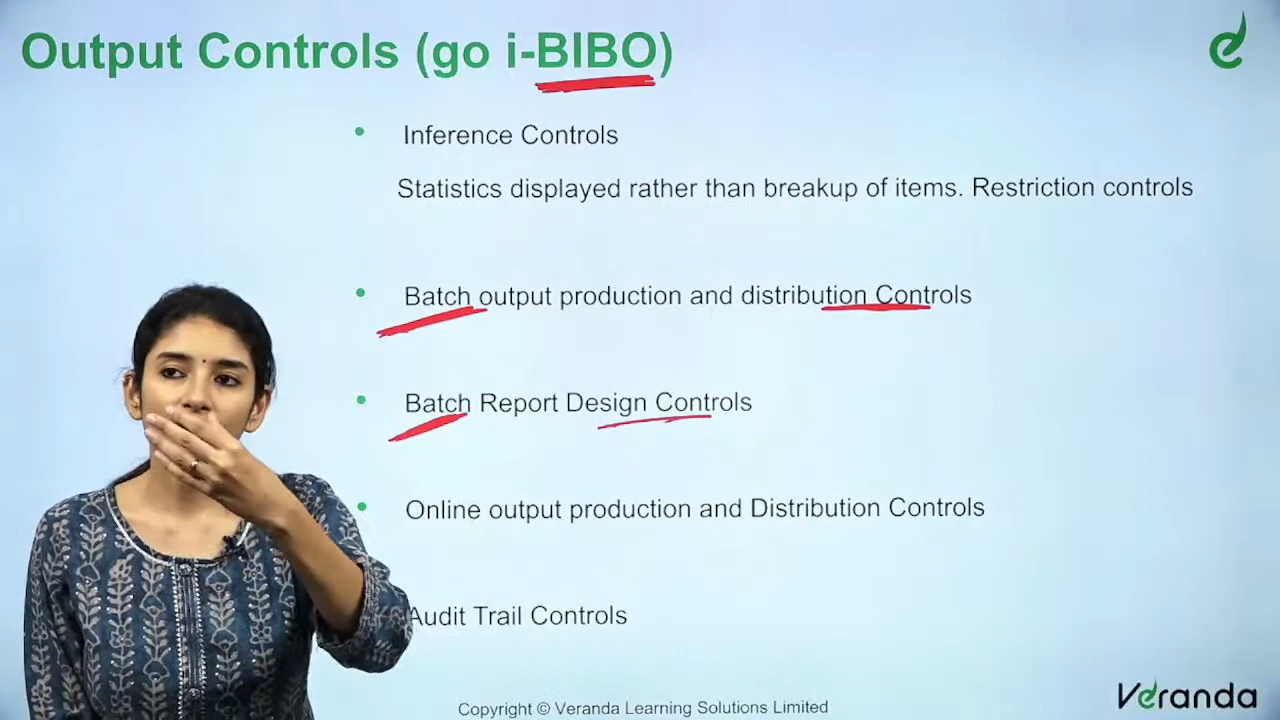 Output Controls (go i-BIBO)
• Inference Controls
Statistics displayed rather than breakup of items. Restriction controls
• Batch output production and distribution Controls
• Batch Report Design Controls
• Online output production and Distribution Controls
Audit Trail Controls
Copyright © Veranda Learning Solutions Limited
Veranda